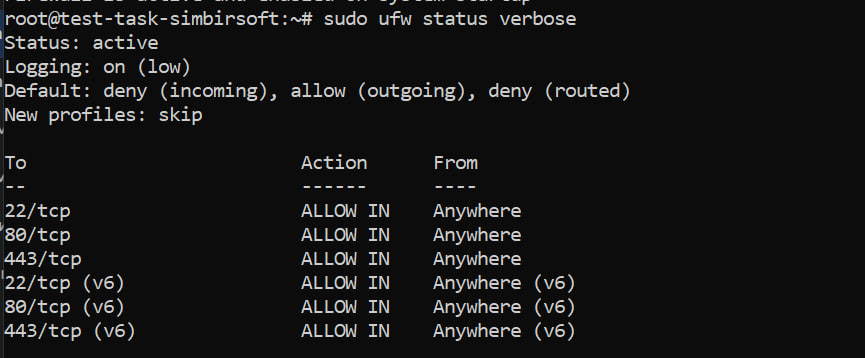 root@test-task-simbirsoft:~# sudo ufw status verbose
Status: active
Logging: on (low)
Default: deny (incoming), allow (outgoing), deny (routed)
New profiles: skip

To                         Action      From
--                         ------      ----
22/tcp                     ALLOW IN    Anywhere
80/tcp                     ALLOW IN    Anywhere
443/tcp                    ALLOW IN    Anywhere
22/tcp (v6)                ALLOW IN    Anywhere (v6)
80/tcp (v6)                ALLOW IN    Anywhere (v6)
443/tcp (v6)               ALLOW IN    Anywhere (v6)